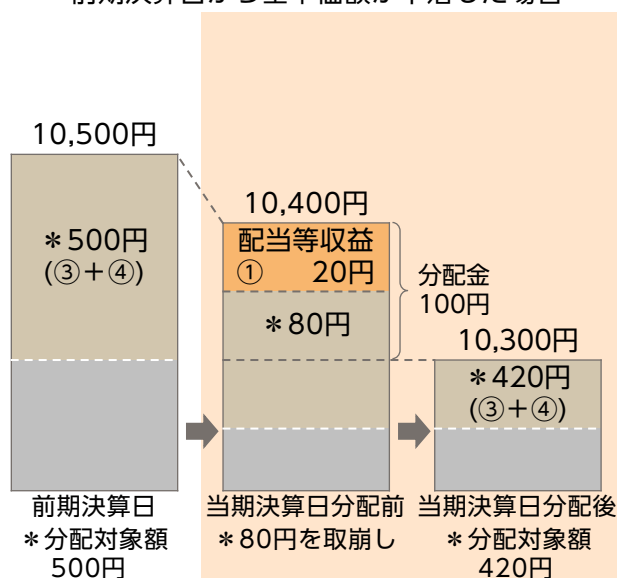 10,500円
＊500円
(③＋④)
10,400円
配当等収益
① 20円
＊80円
分配金
100円
10,300円
＊420円
(③＋④)
前期決算日
＊分配対象額
500円
当期決算日分配前
＊80円を取崩し
当期決算日分配後
＊分配対象額
420円